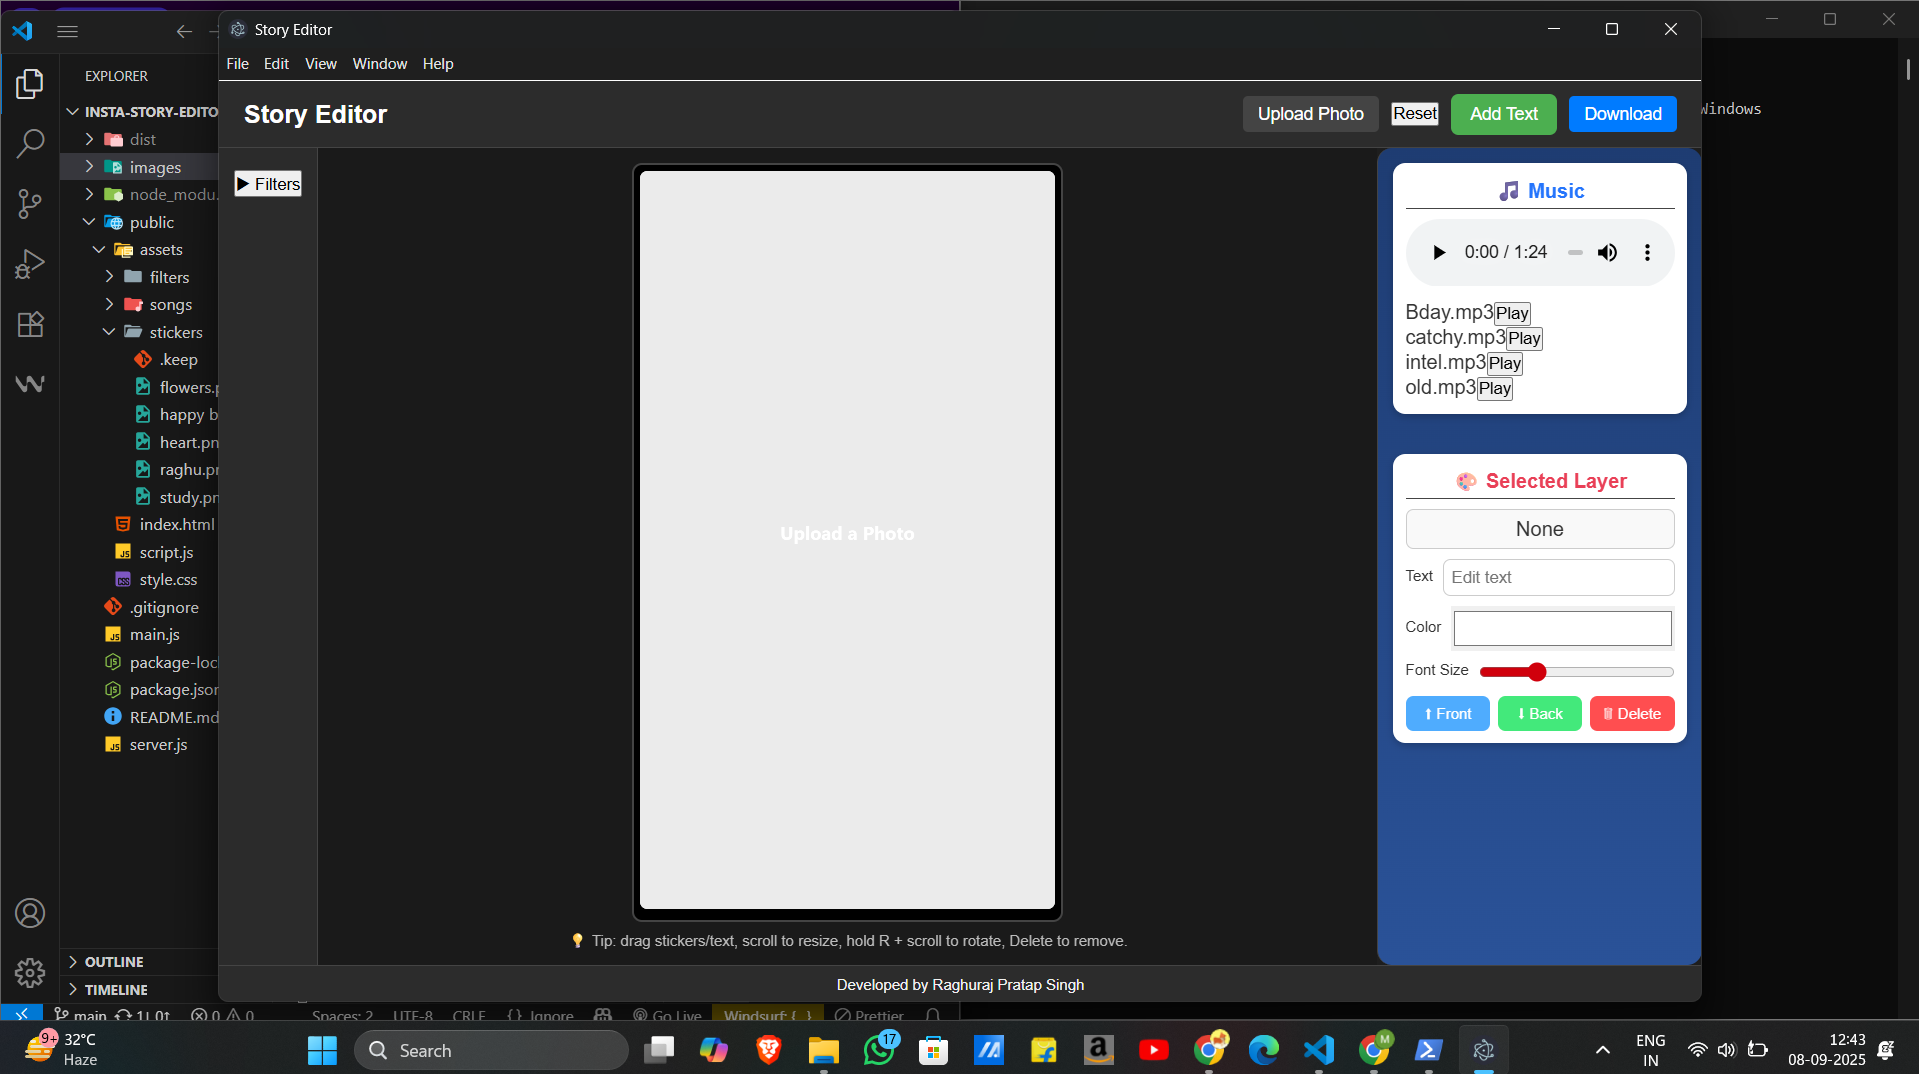 Story Editor
File Edit View Window Help
Story Editor
Upload Photo
Reset
Add Text
Download
▶ Filters
Upload a Photo
💡 Tip: drag stickers/text, scroll to resize, hold R + scroll to rotate, Delete to remove.
Developed by Raghuraj Pratap Singh
🎵 Music
0:00 / 1:24
Bday.mp3 Play
catchy.mp3 Play
intel.mp3 Play
old.mp3 Play
🎨 Selected Layer
None
Text Edit text
Color
Font Size
⬆ Front
⬇ Back
🗑 Delete
EXPLORER
INSTA-STORY-EDITO
dist
images
node_modu
public
assets
filters
songs
stickers
.keep
flowers.p
happy b
heart.pn
raghu.pr
study.pr
index.html
script.js
style.css
.gitignore
main.js
package-loc
package.json
README.md
server.js
OUTLINE
TIMELINE
main 1↓ 0↑ 0 0
Spaces: 2 UTF-8 CRLF {} Ignore Go Live Windsurf: {..} Prettier
Windows
9+
32°C
Haze
Search
17
M
ENG
IN
12:43
08-09-2025